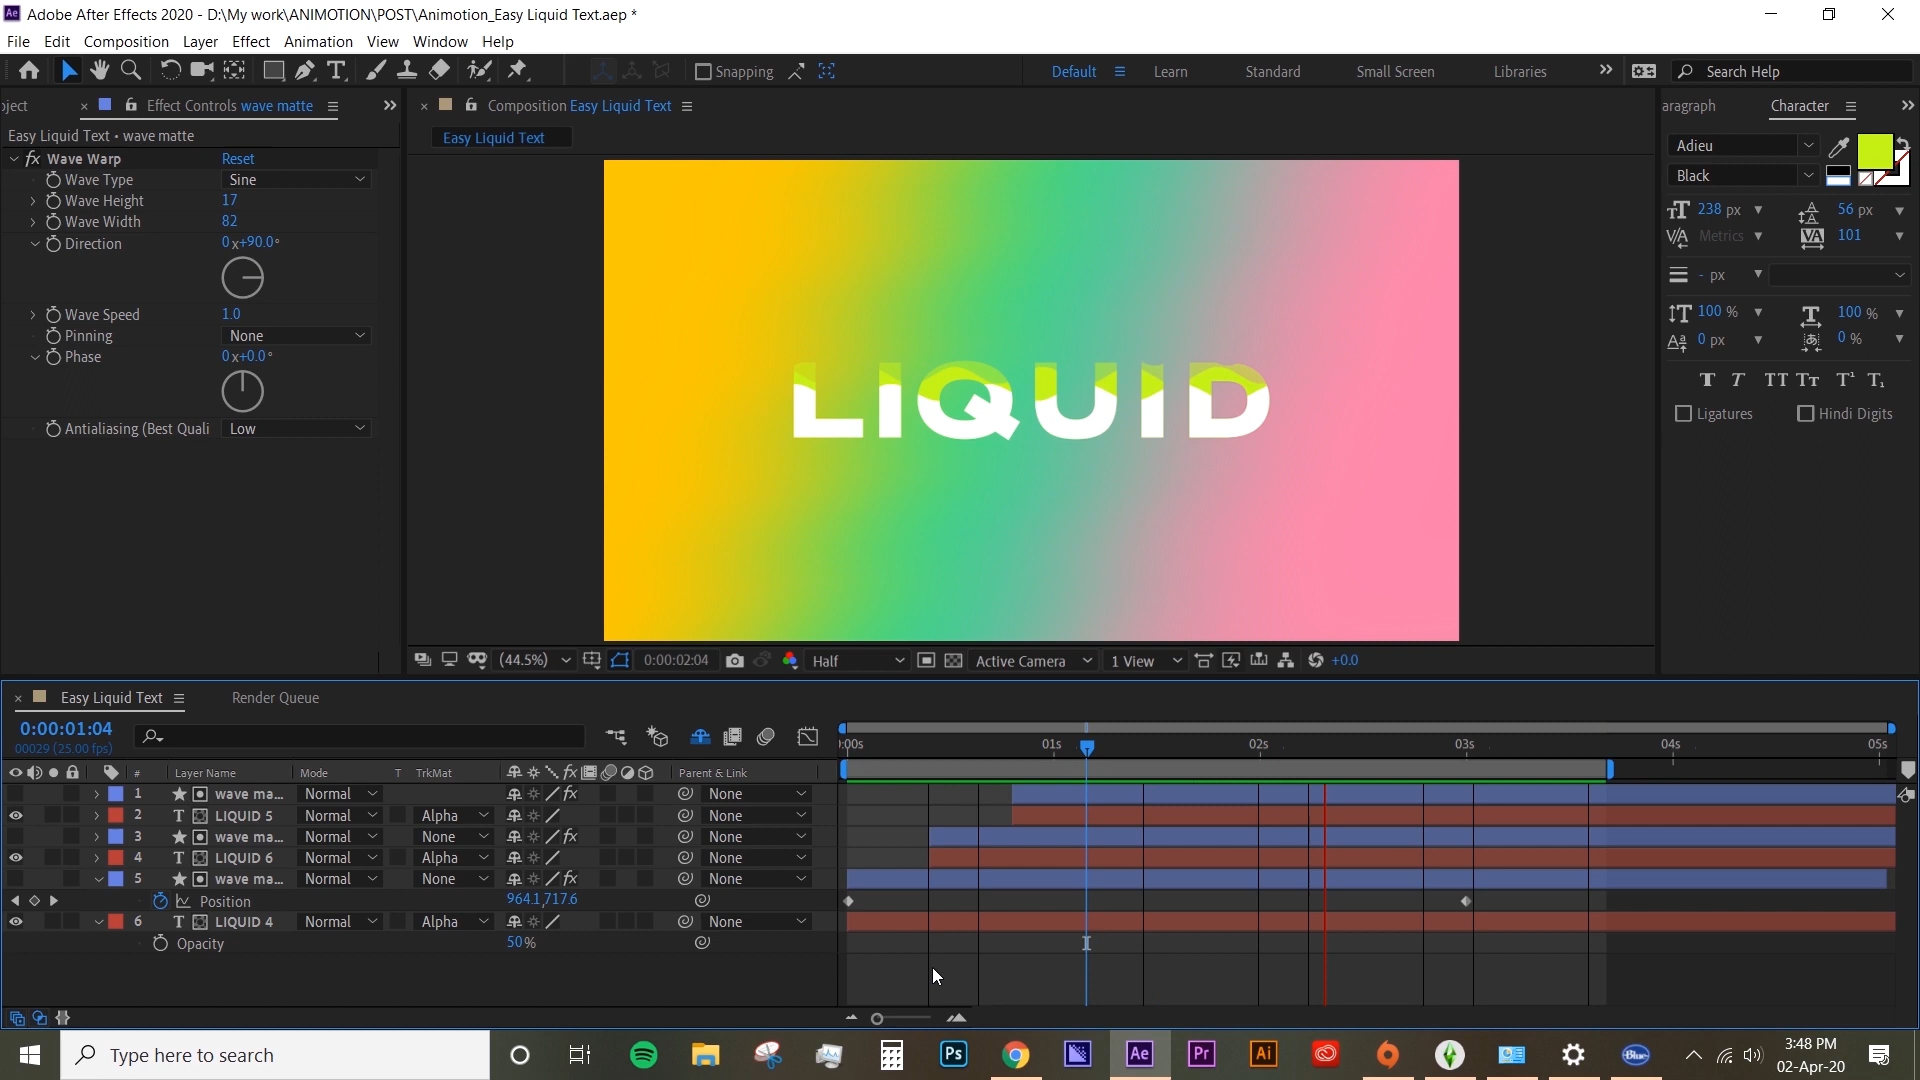 Adobe After Effects 2020 - D:\My work\ANIMOTION\POST\Animotion_Easy Liquid Text.aep *
File Edit Composition Layer Effect Animation View Window Help
Snapping Default Learn Standard Small Screen Libraries Search Help
oject Effect Controls wave matte
Composition Easy Liquid Text
aragraph Character
Easy Liquid Text • wave matte
Easy Liquid Text
fx Wave Warp Reset
Wave Type Sine
Wave Height 17
Wave Width 82
Direction 0x+90.0°
Wave Speed 1.0
Pinning None
Phase 0x+0.0°
Antialiasing (Best Quali Low
LIQUID
Adieu
Black
238 px 56 px
Metrics 101
- px
100 % 100 %
0 px 0 %
Ligatures Hindi Digits
(44.5%) 0:00:02:04 Half Active Camera 1 View +0.0
Easy Liquid Text Render Queue
0:00:01:04
00029 (25.00 fps)
:00s 01s 02s 03s 04s 05s
# Layer Name Mode T TrkMat Parent & Link
1 wave ma... Normal None
2 T LIQUID 5 Normal Alpha None
3 wave ma... Normal None None
4 T LIQUID 6 Normal Alpha None
5 wave ma... Normal None None
Position 964.1,717.6
6 T LIQUID 4 Normal Alpha None
Opacity 50%
Type here to search
Ps Ae Pr Ai Blue
3:48 PM
02-Apr-20